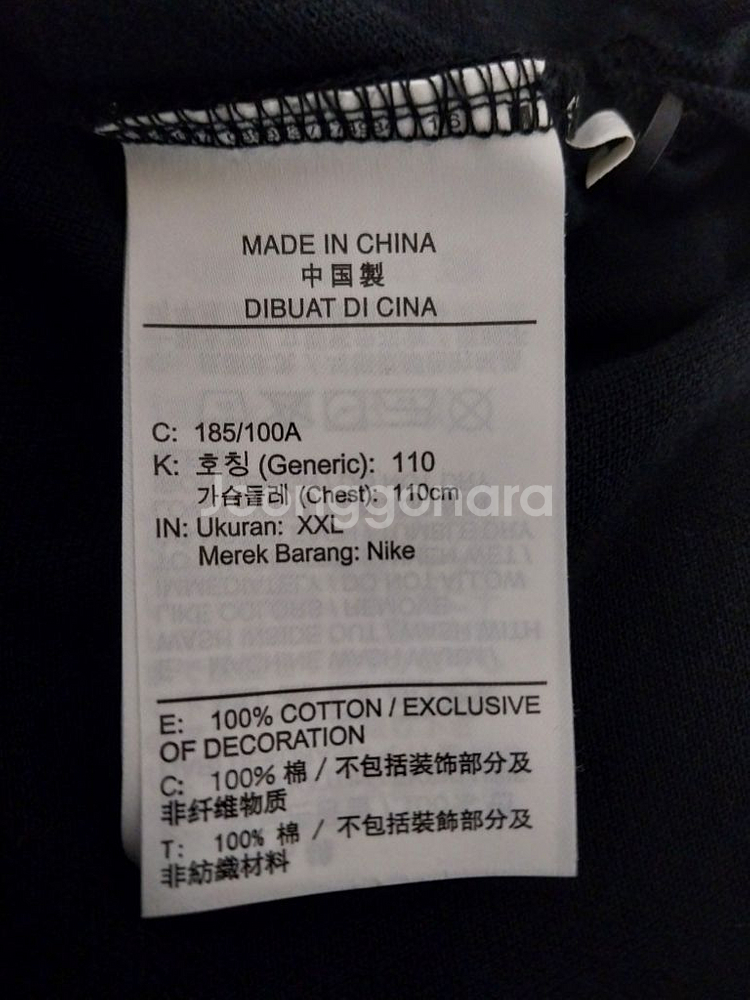 MADE IN CHINA
中国製
DIBUAT DI CINA
C: 185/100A
K: 호칭 (Generic): 110
가슴둘레 (Chest): 110cm
Joonggonara
IN: Ukuran: XXL
Merek Barang: Nike
E: 100% COTTON / EXCLUSIVE
OF DECORATION
C: 100% 棉 / 不包括装饰部分及
非纤维物质
T: 100% 棉 / 不包括裝飾部分及
非紡織材料